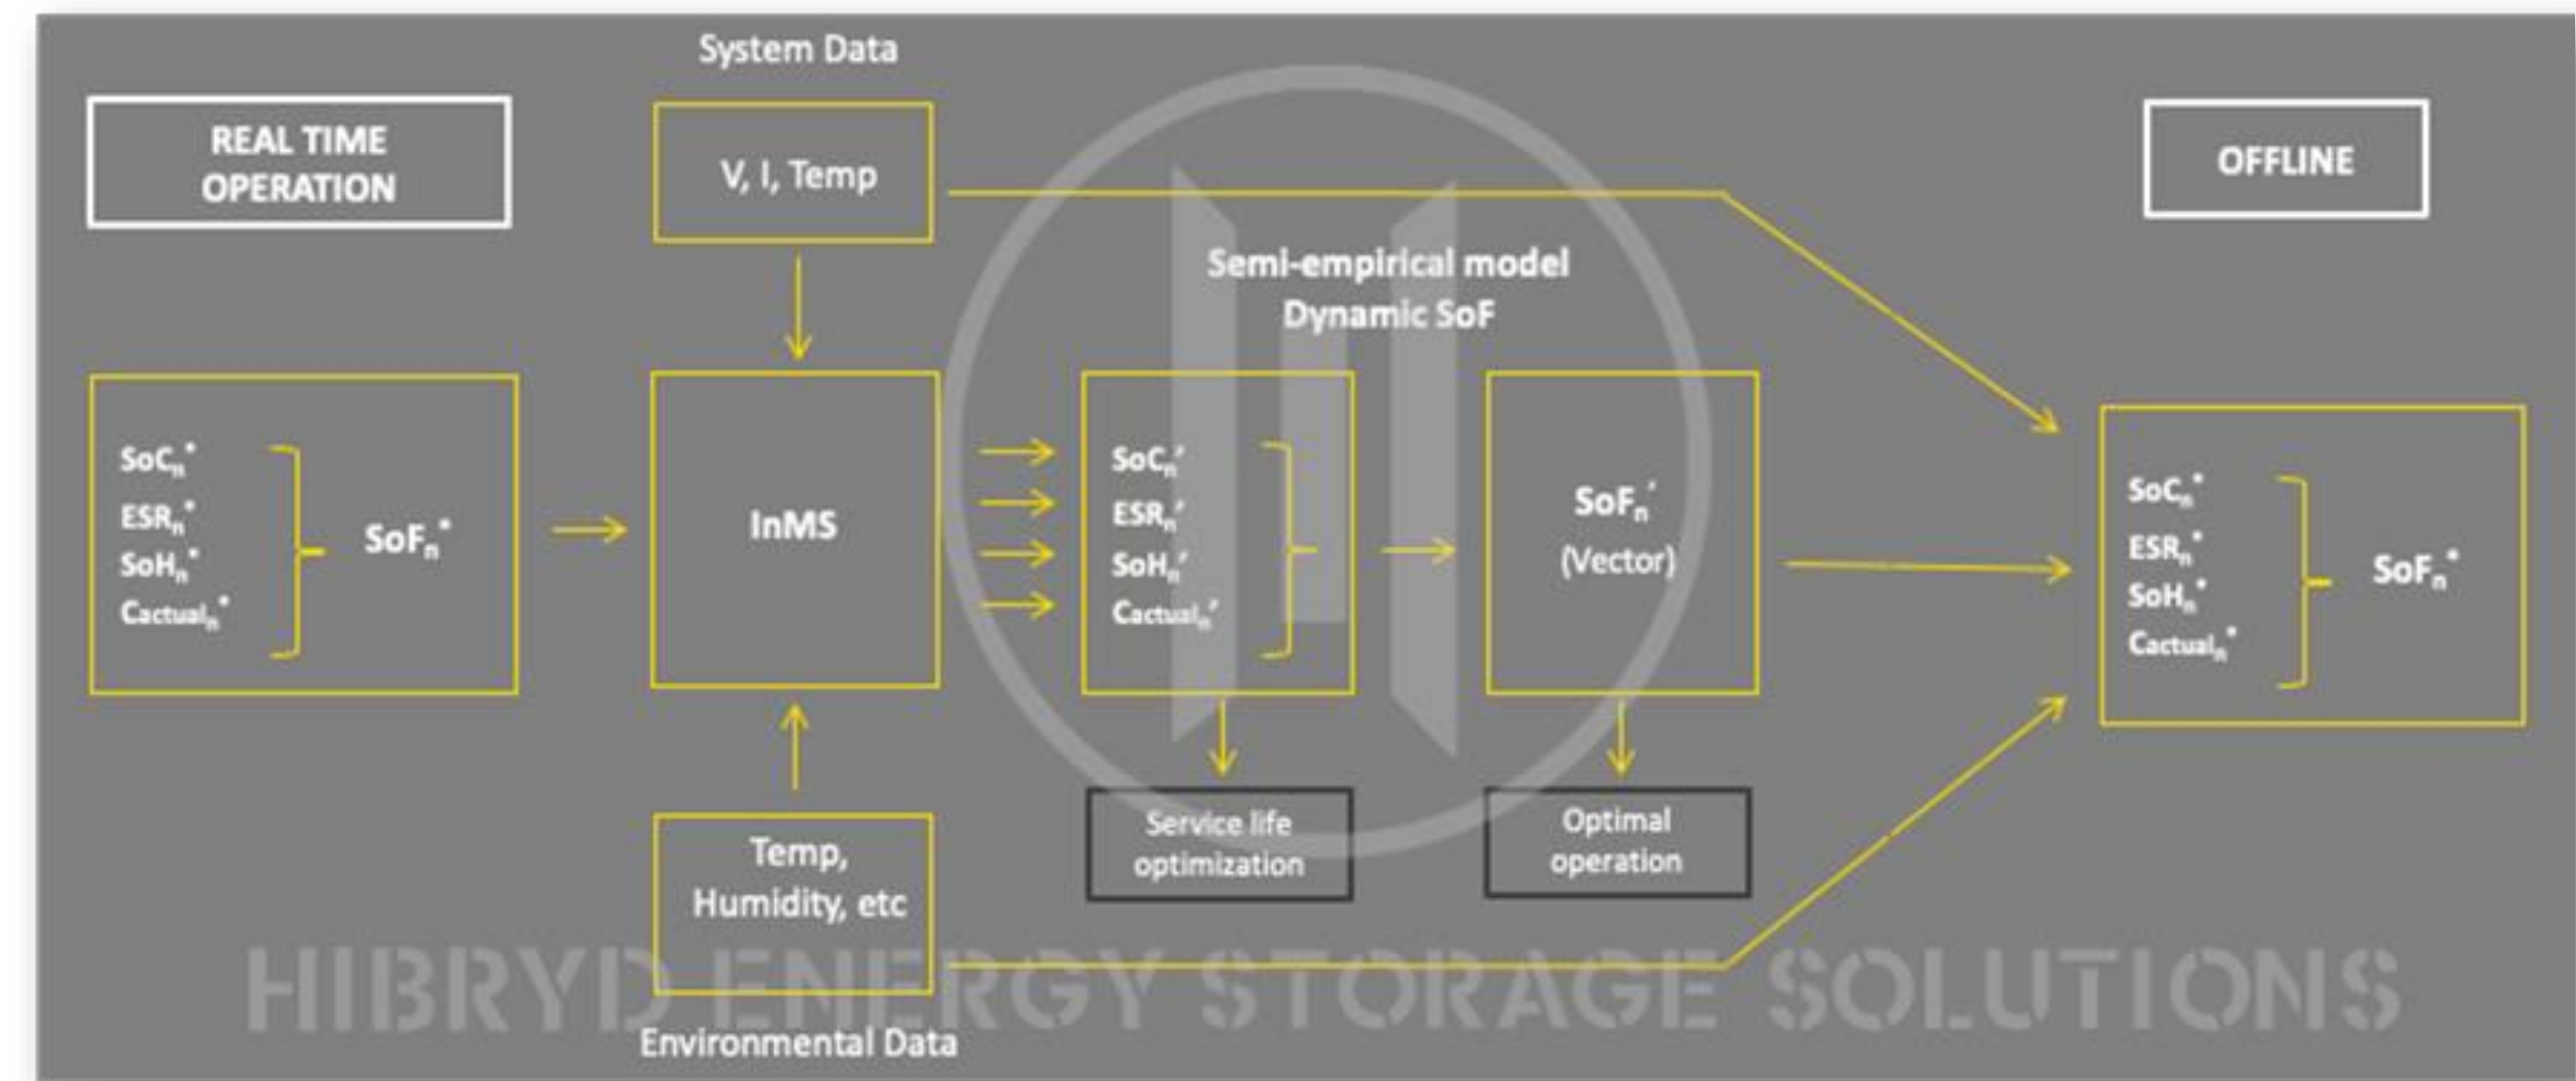 System Data
REAL TIME
OPERATION
V, I, Temp
OFFLINE
Semi-empirical model
Dynamic SoF
SoCₙ*
ESRₙ*
SoHₙ*
Cactualₙ*
SoFₙ*
InMS
SoCₙ′
ESRₙ′
SoHₙ′
Cactualₙ′
SoFₙ′
(Vector)
SoCₙ*
ESRₙ*
SoHₙ*
Cactualₙ*
SoFₙ*
Temp,
Humidity, etc
Service life
optimization
Optimal
operation
HIBRYD ENERGY STORAGE SOLUTIONS
Environmental Data